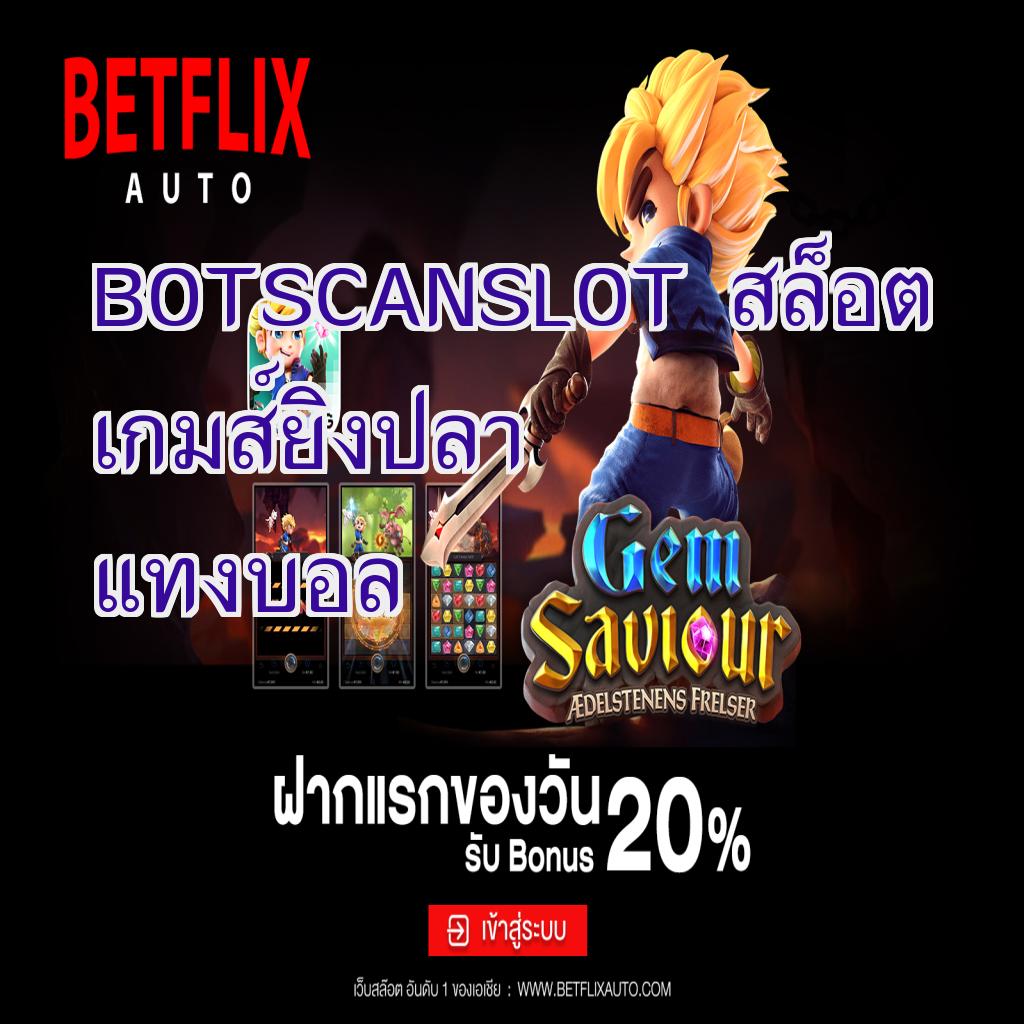 BETFLIX
AUTO
BOTSCANSLOT สล็อต
เกมส์ยิงปลา
แทงบอล
Gem
Saviour
ÆDELSTENENS FRELSER
ฝากแรกของวัน
รับ Bonus 20%
เข้าสู่ระบบ
เว็บสล๊อต อันดับ 1 ของเอเชีย : WWW.BETFLIXAUTO.COM